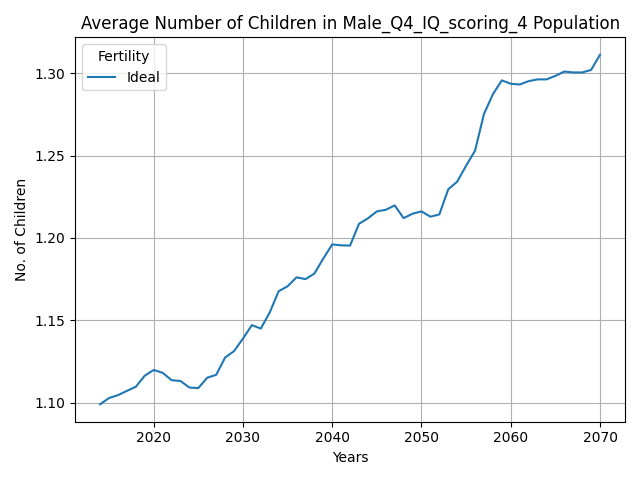 Average Number of Children in Male_Q4_IQ_scoring_4 Population
Fertility
Ideal
No. of Children
1.30
1.25
1.20
1.15
1.10
2020 2030 2040 2050 2060 2070
Years